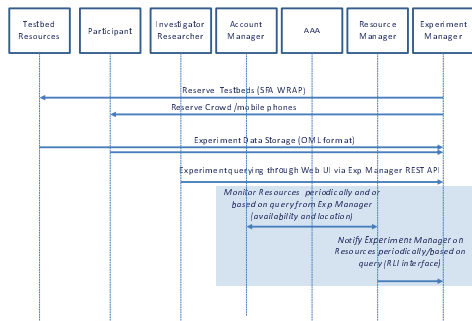 Testbed
Resources
Participant
Investigator
Researcher
Account
Manager
AAA
Resource
Manager
Experiment
Manager
Reserve Testbeds (SFA WRAP)
Reserve Crowd /mobile phones
Experiment Data Storage (OML format)
Experiment querying through Web UI via Exp Manager REST API
Monitor Resources periodically and or
based on query from Exp Manager
(availability and location)
Notify Experiment Manager on
Resources periodically/based on
query (RLI interface)